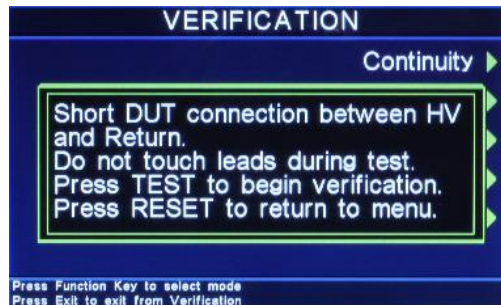 VERIFICATION
Continuity
Short DUT connection between HV
and Return.
Do not touch leads during test.
Press TEST to begin verification.
Press RESET to return to menu.
Press Function Key to select mode
Press Exit to exit from Verification